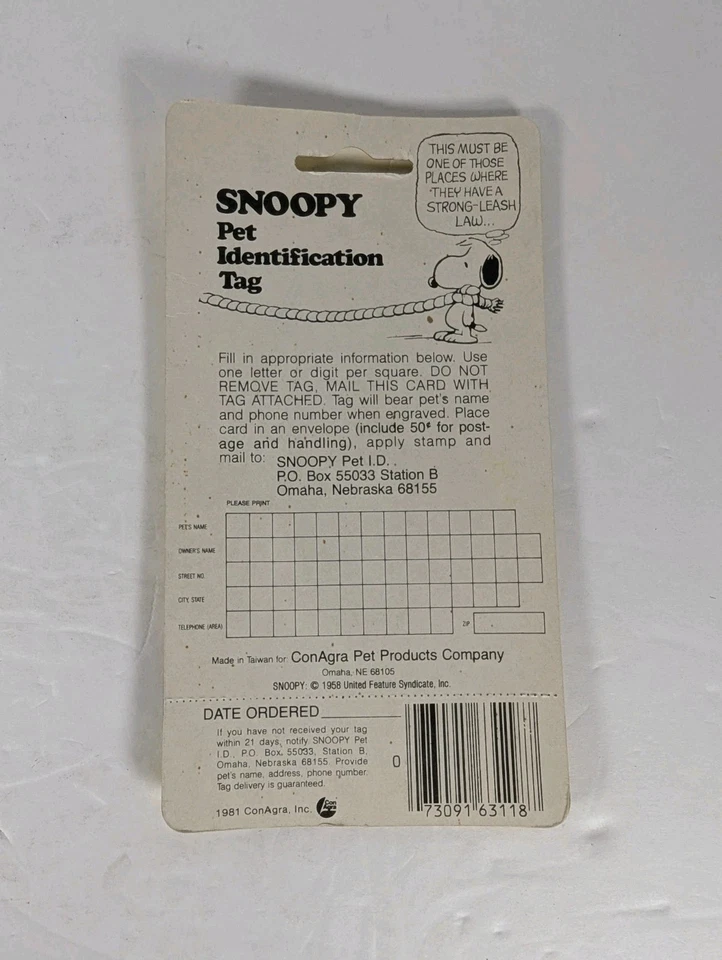 THIS MUST BE
ONE OF THOSE
PLACES WHERE
THEY HAVE A
STRONG-LEASH
LAW...
SNOOPY
Pet
Identification
Tag
Fill in appropriate information below. Use
one letter or digit per square. DO NOT
REMOVE TAG, MAIL THIS CARD WITH
TAG ATTACHED. Tag will bear pet's name
and phone number when engraved. Place
card in an envelope (include 50¢ for post-
age and handling), apply stamp and
mail to: SNOOPY Pet I.D.
P.O. Box 55033 Station B
Omaha, Nebraska 68155
PLEASE PRINT
PET'S NAME
OWNER'S NAME
STREET NO.
CITY, STATE
TELEPHONE (AREA)
ZIP
Made in Taiwan for: ConAgra Pet Products Company
Omaha, NE 68105
SNOOPY: © 1958 United Feature Syndicate, Inc.
DATE ORDERED
If you have not received your tag
within 21 days, notify SNOOPY Pet
I.D., P.O. Box, 55033, Station B,
Omaha, Nebraska 68155. Provide
pet's name, address, phone number.
Tag delivery is guaranteed.
1981 ConAgra, Inc. Con Agra
0 73091 63118